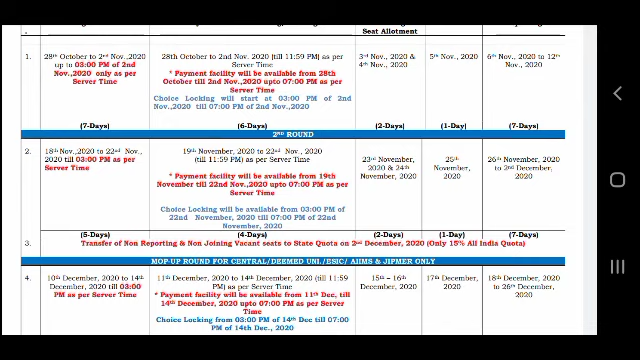 Seat Allotment
.
1.
28th October to 2nd Nov.,2020
up to 03:00 PM of 2nd
Nov.,2020 only as per
Server Time
28th October to 2nd Nov. 2020 (till 11:59 PM) as per
Server Time
* Payment facility will be available from 28th
October till 2nd Nov.2020 upto 07:00 PM as per
Server Time
Choice Locking will start at 03:00 PM of 2nd
Nov.,2020 till 07:00 PM of 2nd Nov.,2020
3rd Nov., 2020 &
4th Nov., 2020
5th Nov., 2020
6th Nov., 2020 to 12th
Nov., 2020
(7-Days)
(6-Days)
(2-Days)
(1-Day)
(7-Days)
2ND ROUND
2.
18th Nov.,2020 to 22nd Nov.,
2020 till 03:00 PM as per
Server Time
19th November, 2020 to 22nd Nov., 2020
(till 11:59 PM) as per Server Time
* Payment facility will be available from 19th
November till 22nd Nov.,2020 upto 07:00 PM as per
Server Time
Choice Locking will be available from 03:00 PM of
22nd November, 2020 till 07:00 PM of 22nd
November, 2020
23rd November,
2020 & 24th
November, 2020
25th
November,
2020
26th November, 2020
to 2nd December,
2020
(5-Days)
(4-Days)
(2-Days)
(1-Day)
(7-Days)
3.
Transfer of Non Reporting & Non Joining Vacant seats to State Quota on 2nd December, 2020 (Only 15% All India Quota)
MOP-UP ROUND FOR CENTRAL/DEEMED UNI./ESIC/ AIIMS & JIPMER ONLY
4.
10th December, 2020 to 14th
December, 2020 till 03:00
PM as per Server Time
11th December, 2020 to 14th December, 2020 (till 11:59
PM) as per Server Time
* Payment facility will be available from 11th Dec, till
14th December, 2020 upto 07:00 PM as per Server
Time
Choice Locking from 03:00 PM of 14th Dec till 07:00
PM of 14th Dec., 2020
15th – 16th
December, 2020
17th December,
2020
18th December, 2020
to 26th December,
2020